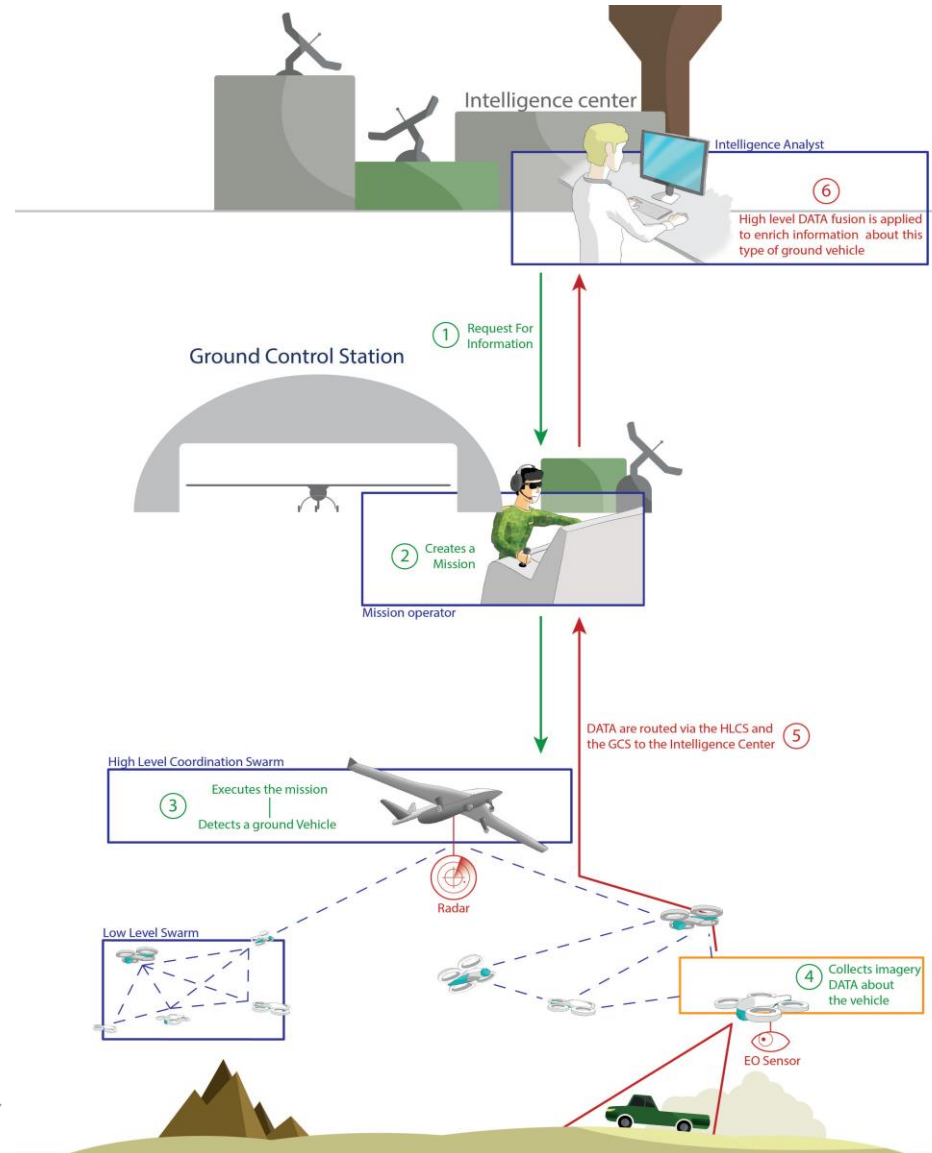 Intelligence center
Intelligence Analyst
6
High level DATA fusion is applied
to enrich information about this
type of ground vehicle
1
Request For
Information
Ground Control Station
2
Creates a
Mission
Mission operator
DATA are routed via the HLCS and
the GCS to the Intelligence Center
5
High Level Coordination Swarm
3
Executes the mission
Detects a ground Vehicle
Radar
Low Level Swarm
4
Collects imagery
DATA about
the vehicle
EO Sensor